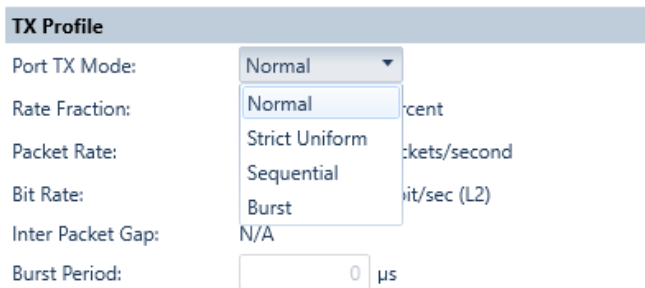 TX Profile
Port TX Mode: Normal
Rate Fraction: Normal
Strict Uniform
Packet Rate: ckets/second
Sequential
Bit Rate: bit/sec (L2)
Burst
Inter Packet Gap: N/A
Burst Period: 0 µs